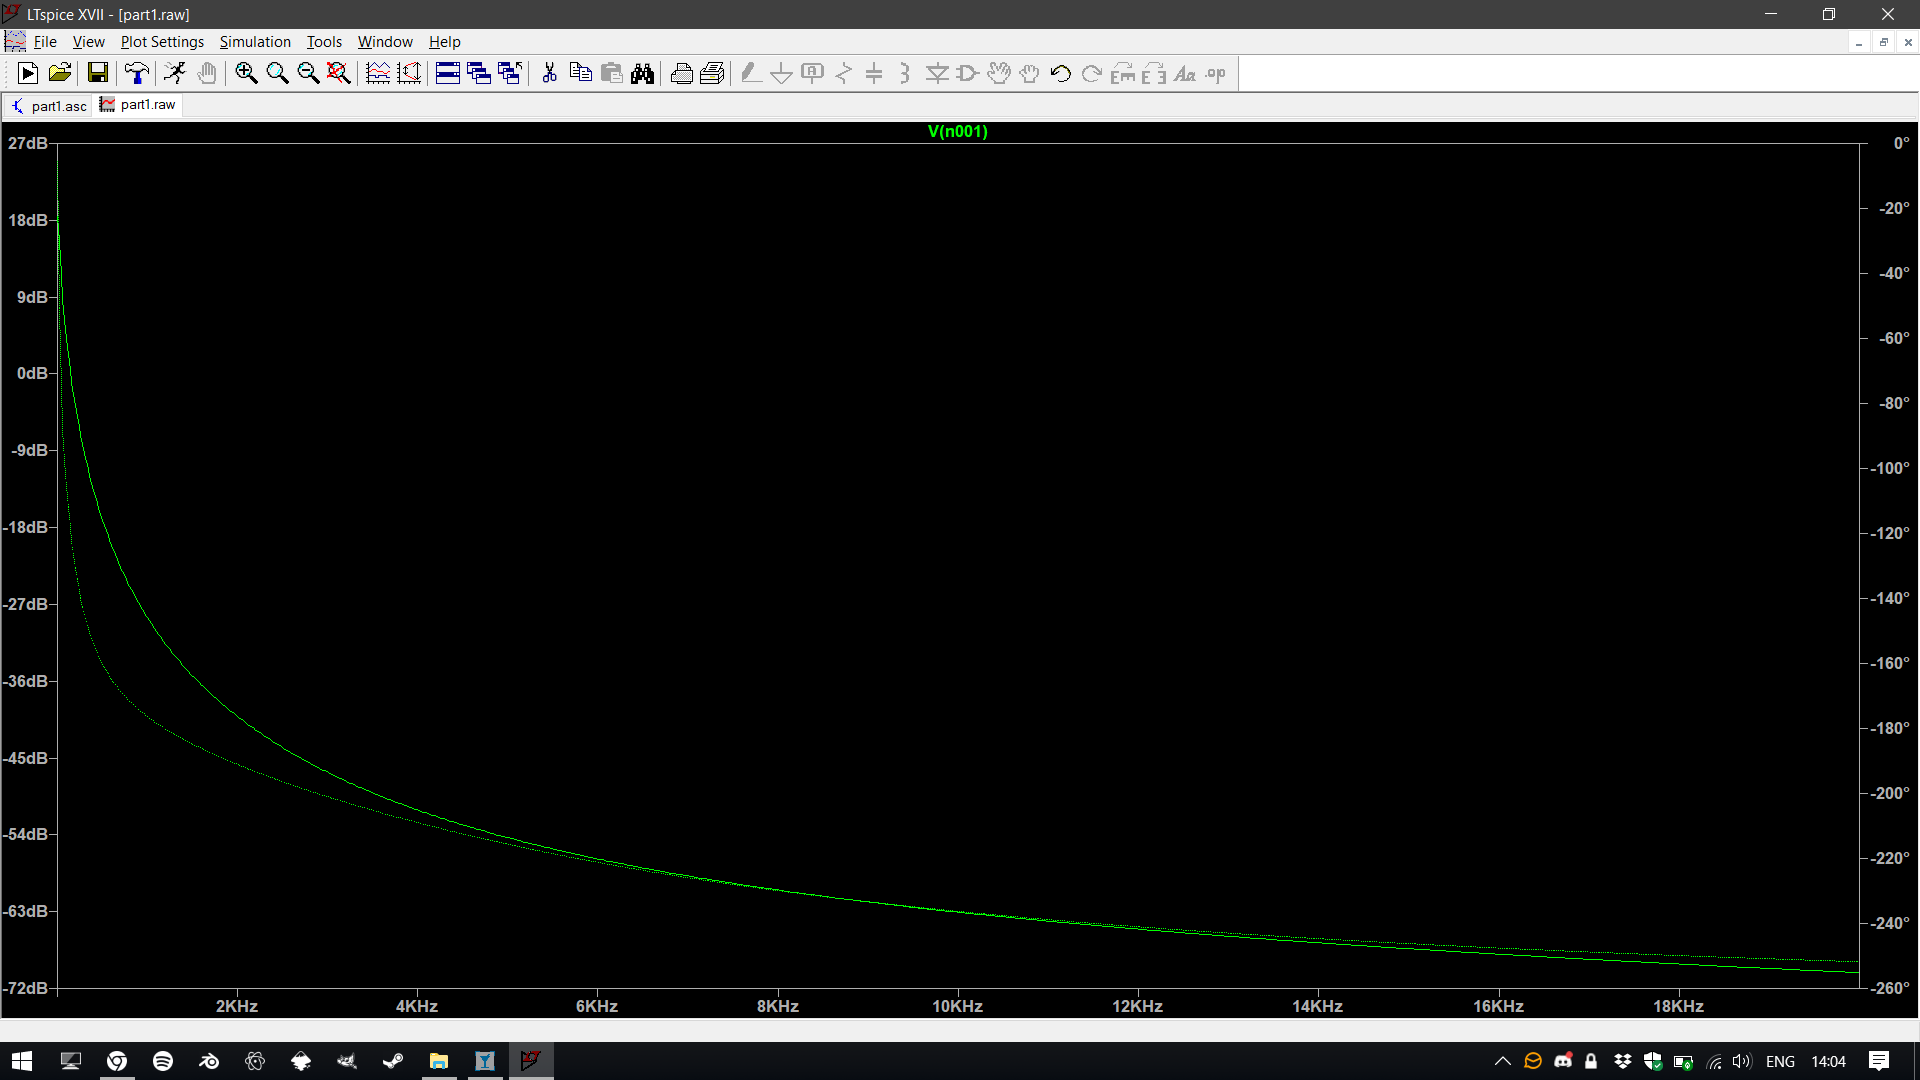 LTspice XVII - [part1.raw]
File View Plot Settings Simulation Tools Window Help
part1.asc part1.raw
V(n001)
27dB 0°
18dB -20°
9dB -40°
0dB -60°
-9dB -80°
-18dB -100°
-27dB -120°
-36dB -140°
-45dB -160°
-54dB -180°
-63dB -200°
-72dB -220°
-240°
-260°
2KHz 4KHz 6KHz 8KHz 10KHz 12KHz 14KHz 16KHz 18KHz
ENG 14:04